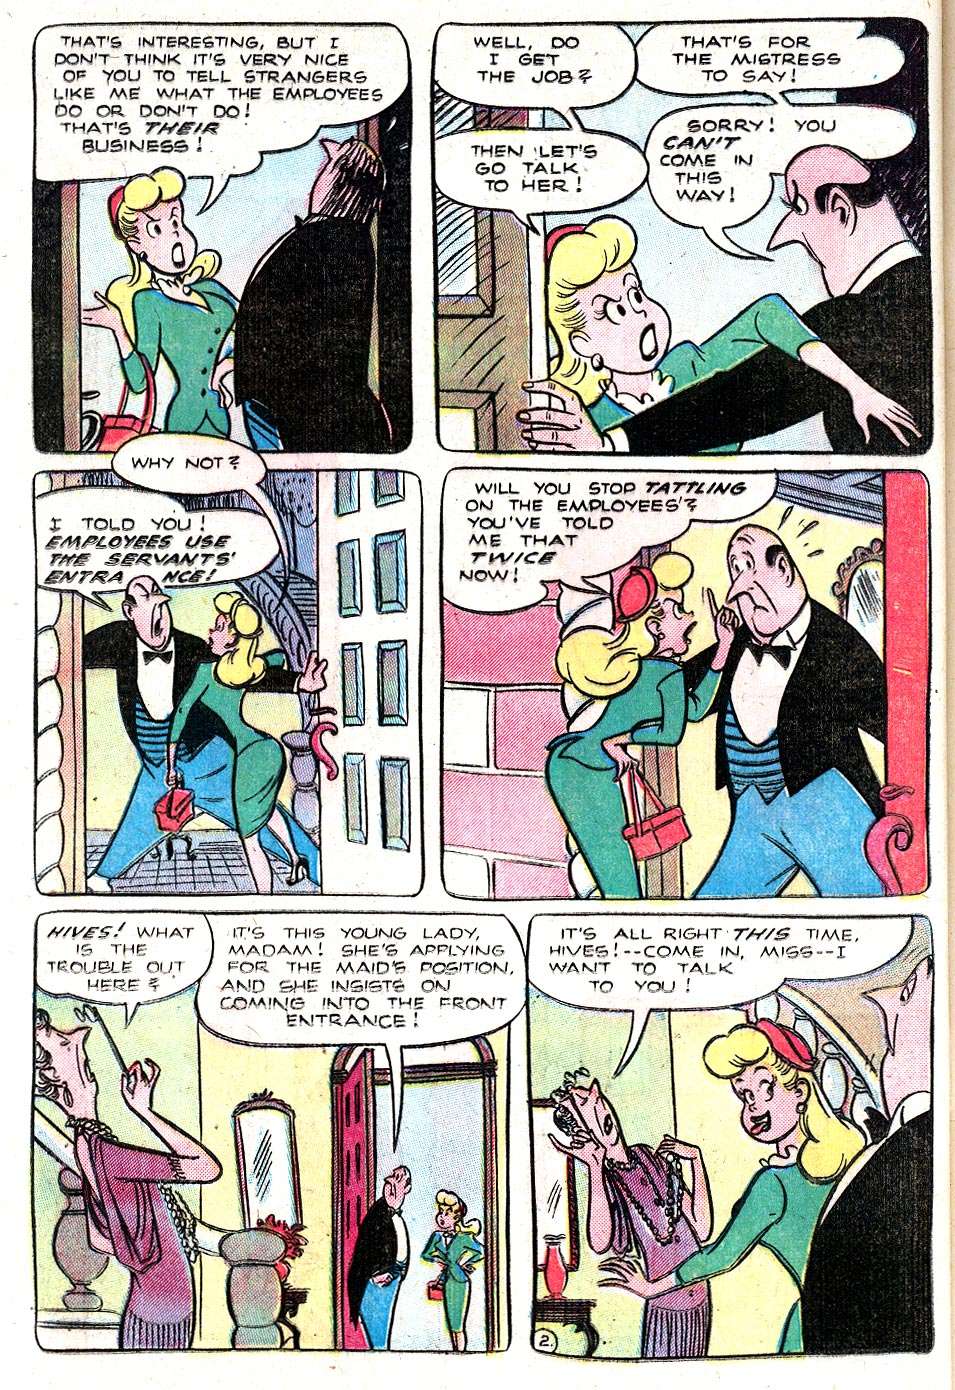 THAT'S INTERESTING, BUT I
DON'T THINK IT'S VERY NICE
OF YOU TO TELL STRANGERS
LIKE ME WHAT THE EMPLOYEES
DO OR DON'T DO!
THAT'S THEIR
BUSINESS!
WELL, DO
I GET
THE JOB?
THAT'S FOR
THE MISTRESS
TO SAY!
THEN LET'S
GO TALK
TO HER!
SORRY! YOU
CAN'T
COME IN
THIS
WAY!
WHY NOT?
I TOLD YOU!
EMPLOYEES USE
THE SERVANTS'
ENTRA NCE!
WILL YOU STOP TATTLING
ON THE EMPLOYEES?
YOU'VE TOLD
ME THAT
TWICE
NOW!
HIVES! WHAT
IS THE
TROUBLE OUT
HERE?
IT'S THIS YOUNG LADY,
MADAM! SHE'S APPLYING
FOR THE MAID'S POSITION,
AND SHE INSISTS ON
COMING INTO THE FRONT
ENTRANCE!
IT'S ALL RIGHT THIS TIME,
HIVES!--COME IN, MISS--I
WANT TO TALK
TO YOU!
2.